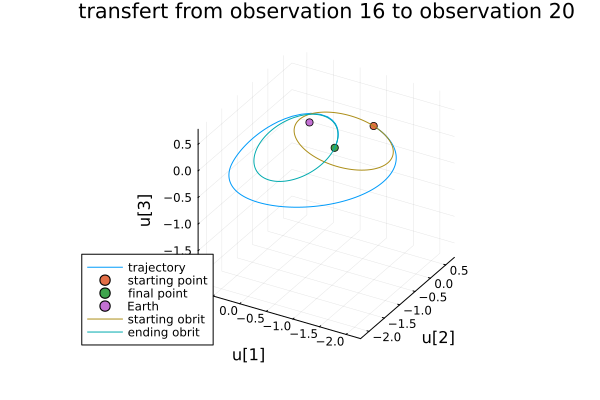 transfert from observation 16 to observation 20
0.5
0.0
−0.5
−1.0
−1.5
u[3]
trajectory
starting point
final point
Earth
starting obrit
ending obrit
0.0
−0.5
−1.0
−1.5
−2.0
u[1]
0.5
0.0
−0.5
−1.0
−1.5
−2.0
u[2]